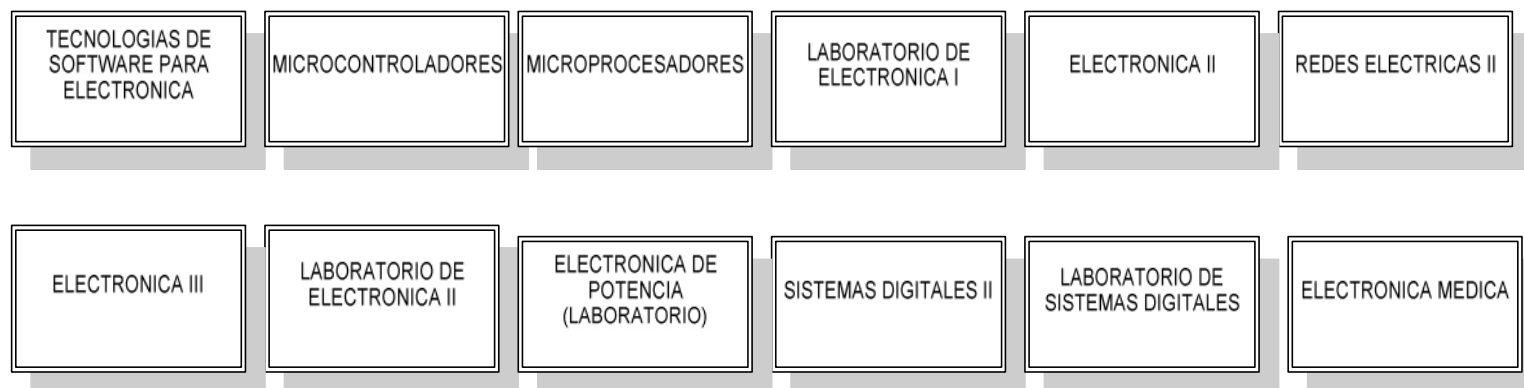 TECNOLOGIAS DE
SOFTWARE PARA
ELECTRONICA
MICROCONTROLADORES
MICROPROCESADORES
LABORATORIO DE
ELECTRONICA I
ELECTRONICA II
REDES ELECTRICAS II
ELECTRONICA III
LABORATORIO DE
ELECTRONICA II
ELECTRONICA DE
POTENCIA
(LABORATORIO)
SISTEMAS DIGITALES II
LABORATORIO DE
SISTEMAS DIGITALES
ELECTRONICA MEDICA